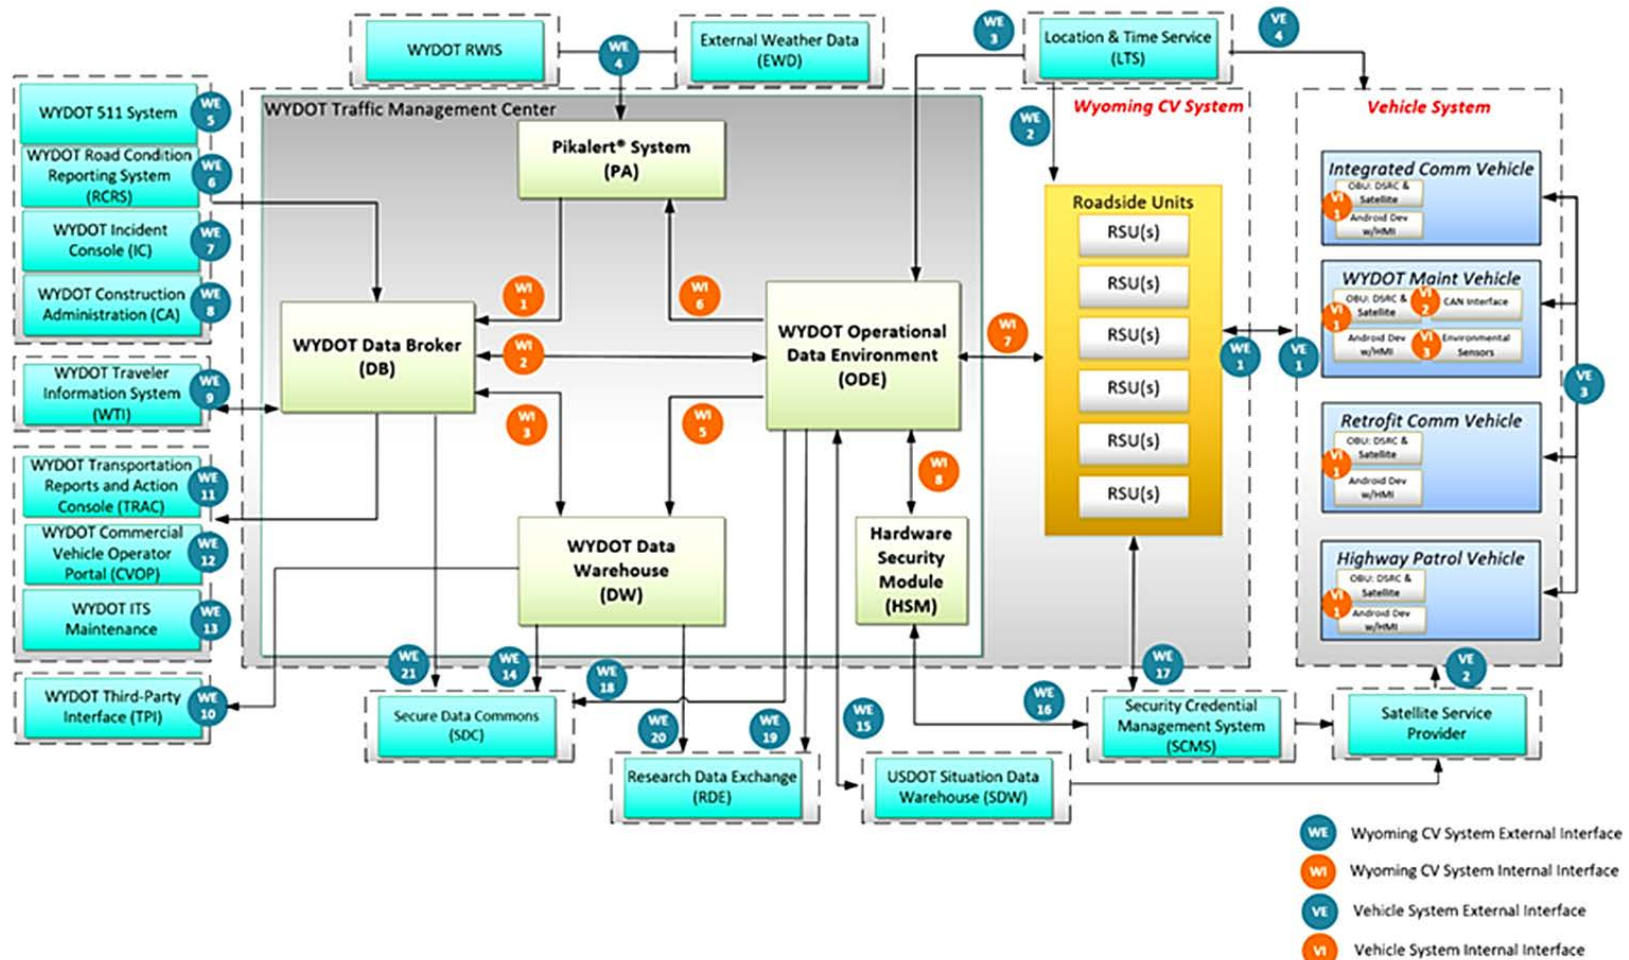 WYDOT RWIS
WE
4
External Weather Data
(EWD)
WE
3
Location & Time Service
(LTS)
VE
4
WYDOT 511 System
WE
5
WYDOT Road Condition
Reporting System
(RCRS)
WE
6
WYDOT Incident
Console (IC)
WE
7
WYDOT Construction
Administration (CA)
WE
8
WYDOT Traveler
Information System
(WTI)
WE
9
WYDOT Transportation
Reports and Action
Console (TRAC)
WE
11
WYDOT Commercial
Vehicle Operator
Portal (CVOP)
WE
12
WYDOT ITS
Maintenance
WE
13
WYDOT Third-Party
Interface (TPI)
WE
10
WYDOT Traffic Management Center
Pikalert® System
(PA)
WI
1
WI
6
WYDOT Data Broker
(DB)
WI
2
WYDOT Operational
Data Environment
(ODE)
WI
3
WI
5
WI
7
WI
8
WYDOT Data
Warehouse
(DW)
Hardware
Security
Module
(HSM)
Wyoming CV System
WE
2
Roadside Units
RSU(s)
RSU(s)
RSU(s)
RSU(s)
RSU(s)
RSU(s)
WE
1
VE
1
Vehicle System
Integrated Comm Vehicle
OBU: DSRC &
Satellite
VI
1
Android Dev
w/HMI
WYDOT Maint Vehicle
OBU: DSRC &
Satellite
VI
1
VI
2
CAN Interface
Android Dev
w/HMI
VI
3
Environmental
Sensors
VE
3
Retrofit Comm Vehicle
OBU: DSRC &
Satellite
VI
1
Android Dev
w/HMI
Highway Patrol Vehicle
OBU: DSRC &
Satellite
VI
1
Android Dev
w/HMI
WE
21
WE
14
WE
18
WE
20
WE
19
WE
15
WE
16
WE
17
VE
2
Secure Data Commons
(SDC)
Research Data Exchange
(RDE)
USDOT Situation Data
Warehouse (SDW)
Security Credential
Management System
(SCMS)
Satellite Service
Provider
WE
Wyoming CV System External Interface
WI
Wyoming CV System Internal Interface
VE
Vehicle System External Interface
VI
Vehicle System Internal Interface